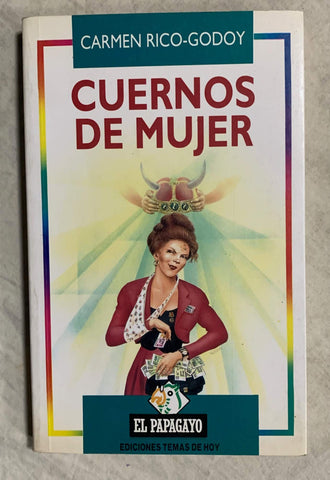 CARMEN RICO-GODOY
CUERNOS
DE MUJER
EL PAPAGAYO
EDICIONES TEMAS DE HOY